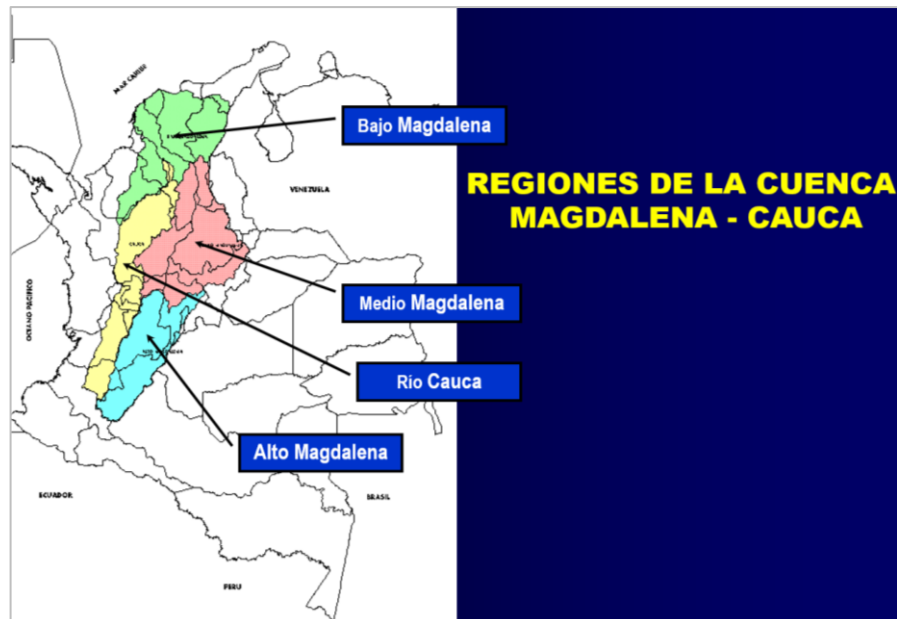 MAR CARIBE
Bajo Magdalena
REGIONES DE LA CUENCA
MAGDALENA - CAUCA
VENEZUELA
CAUCA
OCEANO PACIFICO
Medio Magdalena
Río Cauca
Alto Magdalena
ECUADOR
BRASIL
PERU